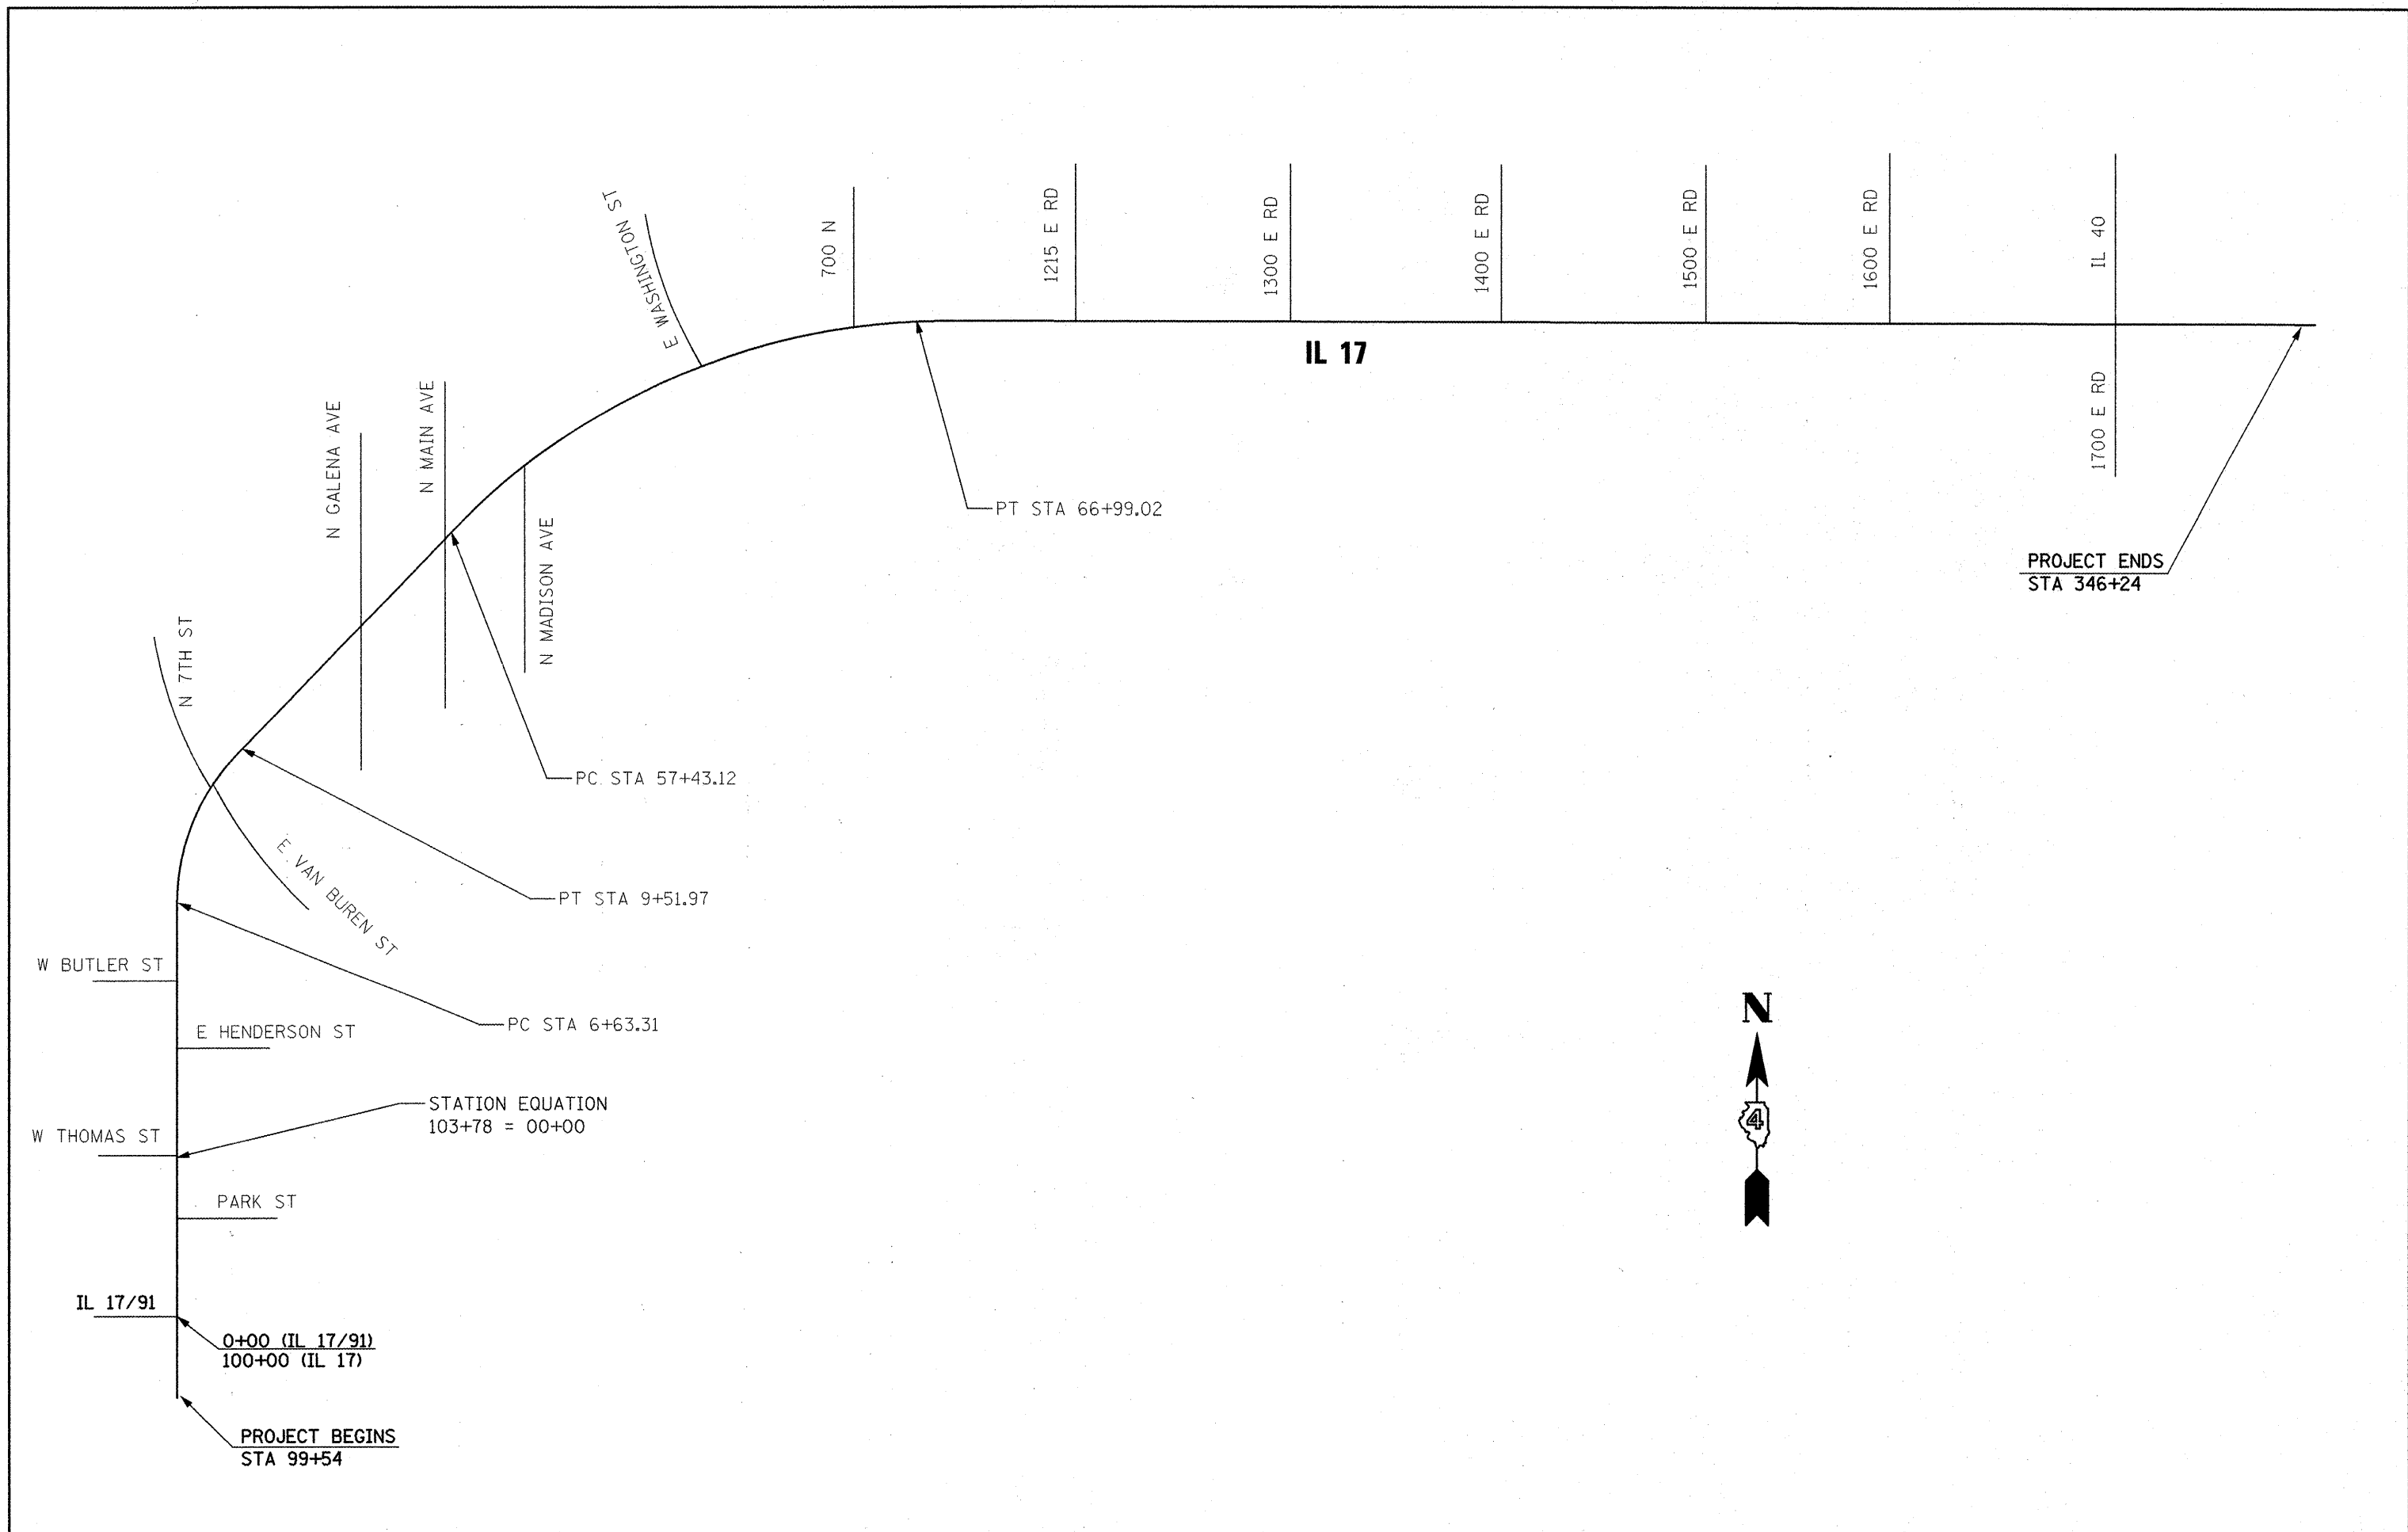 E WASHINGTON ST
700 N
1215 E RD
1300 E RD
1400 E RD
1500 E RD
1600 E RD
IL 40
IL 17
1700 E RD
N GALENA AVE
N MAIN AVE
N MADISON AVE
PT STA 66+99.02
PROJECT ENDS
STA 346+24
N 7TH ST
PC STA 57+43.12
E VAN BUREN ST
PT STA 9+51.97
W BUTLER ST
PC STA 6+63.31
E HENDERSON ST
N
4
STATION EQUATION
103+78 = 00+00
W THOMAS ST
PARK ST
IL 17/91
0+00 (IL 17/91)
100+00 (IL 17)
PROJECT BEGINS
STA 99+54